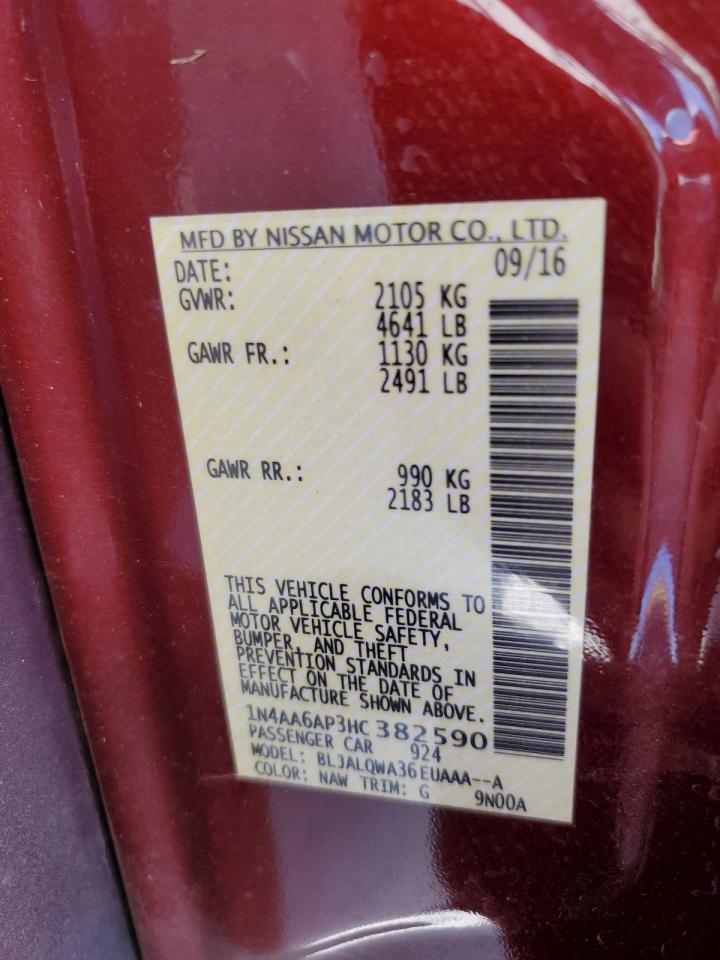 MFD BY NISSAN MOTOR CO., LTD.
DATE: 09/16
GVWR: 2105 KG
4641 LB
GAWR FR.: 1130 KG
2491 LB
GAWR RR.: 990 KG
2183 LB
THIS VEHICLE CONFORMS TO
ALL APPLICABLE FEDERAL
MOTOR VEHICLE SAFETY,
BUMPER, AND THEFT
PREVENTION STANDARDS IN
EFFECT ON THE DATE OF
MANUFACTURE SHOWN ABOVE.
1N4AA6AP3HC382590
PASSENGER CAR 924
MODEL: BLJALQWA36EUAAA--A
COLOR: NAW TRIM: G 9N00A